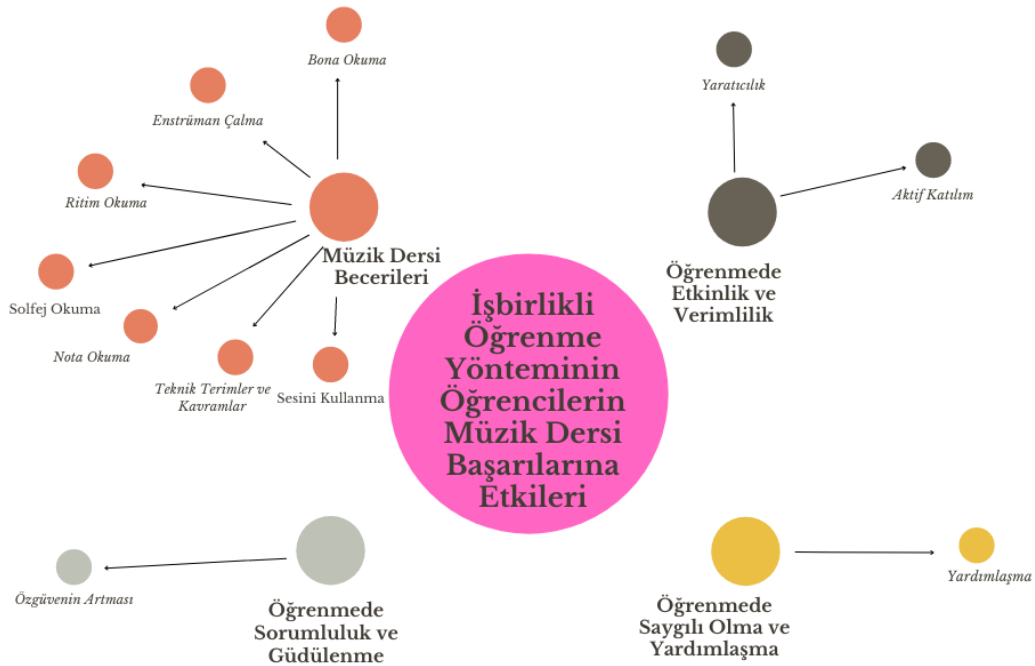 Bona Okuma
Enstrüman Çalma
Ritim Okuma
Solfej Okuma
Nota Okuma
Teknik Terimler ve
Kavramlar
Sesini Kullanma
Müzik Dersi
Becerileri
Yaratıcılık
Aktif Katılım
Öğrenmede
Etkinlik ve
Verimlilik
İşbirlikli
Öğrenme
Yönteminin
Öğrencilerin
Müzik Dersi
Başarılarına
Etkileri
Özgüvenin Artması
Öğrenmede
Sorumluluk ve
Güdülenme
Öğrenmede
Saygılı Olma ve
Yardımlaşma
Yardımlaşma